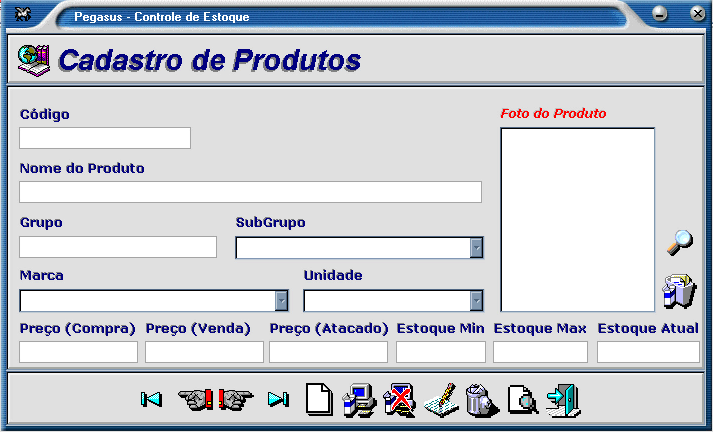 Pegasus - Controle de Estoque
Cadastro de Produtos
Código
Foto do Produto
Nome do Produto
Grupo SubGrupo
Marca Unidade
Preço (Compra) Preço (Venda) Preço (Atacado) Estoque Min Estoque Max Estoque Atual